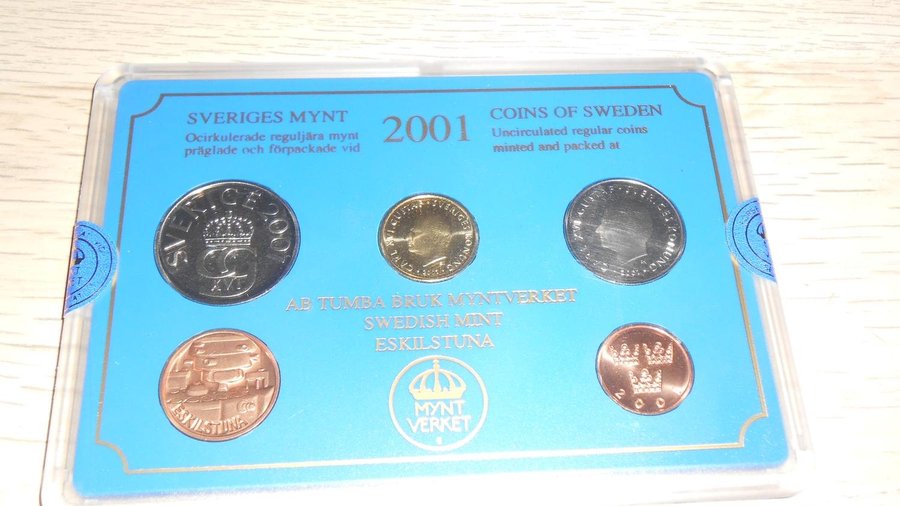 SVERIGES MYNT
Ocirkulerade reguljära mynt
präglade och förpackade vid
2001
COINS OF SWEDEN
Uncirculated regular coins
minted and packed at
SVERIGE 2001
XVI
AB TUMBA BRUK MYNTVERKET
SWEDISH MINT
ESKILSTUNA
ESKILSTUNA
MYNT
VERKET
200